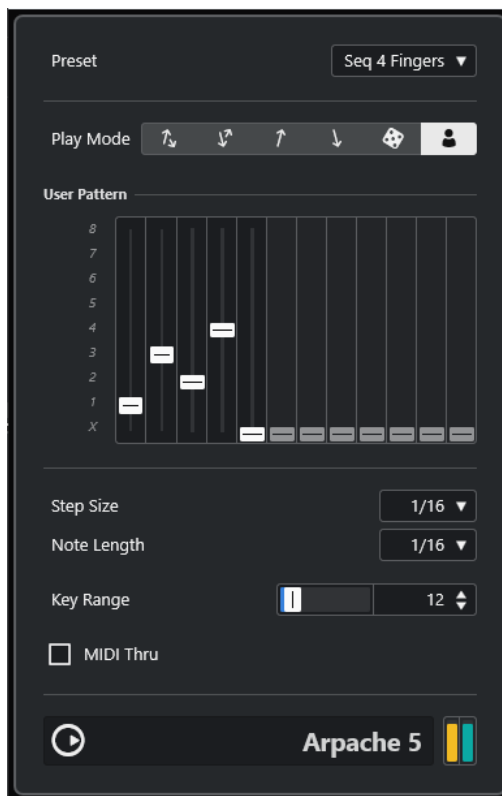 Preset
Seq 4 Fingers
Play Mode
User Pattern
8
7
6
5
4
3
2
1
X
Step Size 1/16
Note Length 1/16
Key Range 12
MIDI Thru
Arpache 5